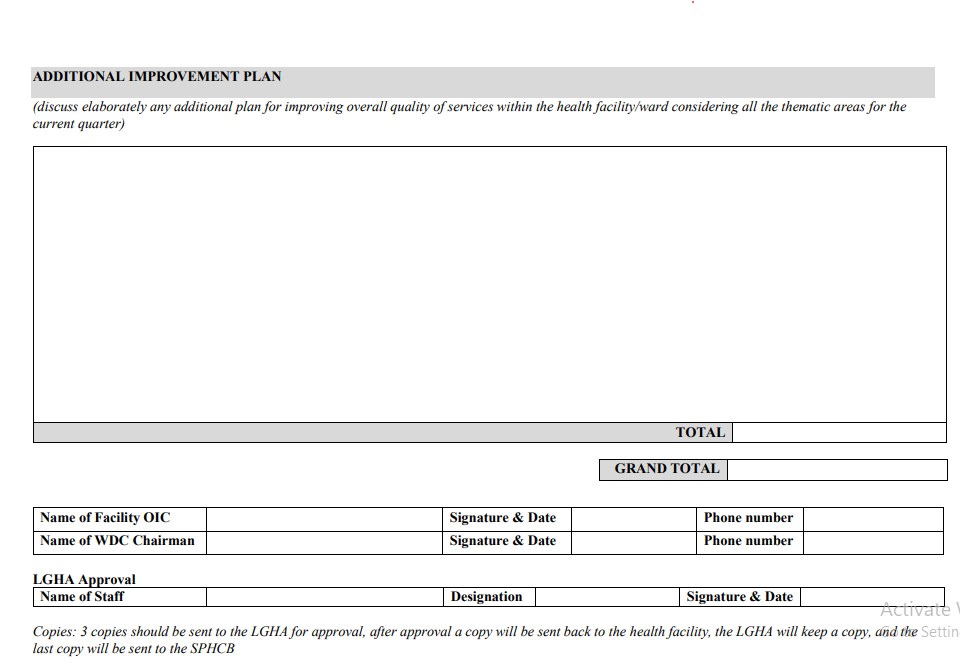 ADDITIONAL IMPROVEMENT PLAN
(discuss elaborately any additional plan for improving overall quality of services within the health facility/ward considering all the thematic areas for the
current quarter)
TOTAL
GRAND TOTAL
Name of Facility OIC Signature & Date Phone number
Name of WDC Chairman Signature & Date Phone number
LGHA Approval
Name of Staff Designation Signature & Date
Activate
Copies: 3 copies should be sent to the LGHA for approval, after approval a copy will be sent back to the health facility, the LGHA will keep a copy, and the
last copy will be sent to the SPHCB